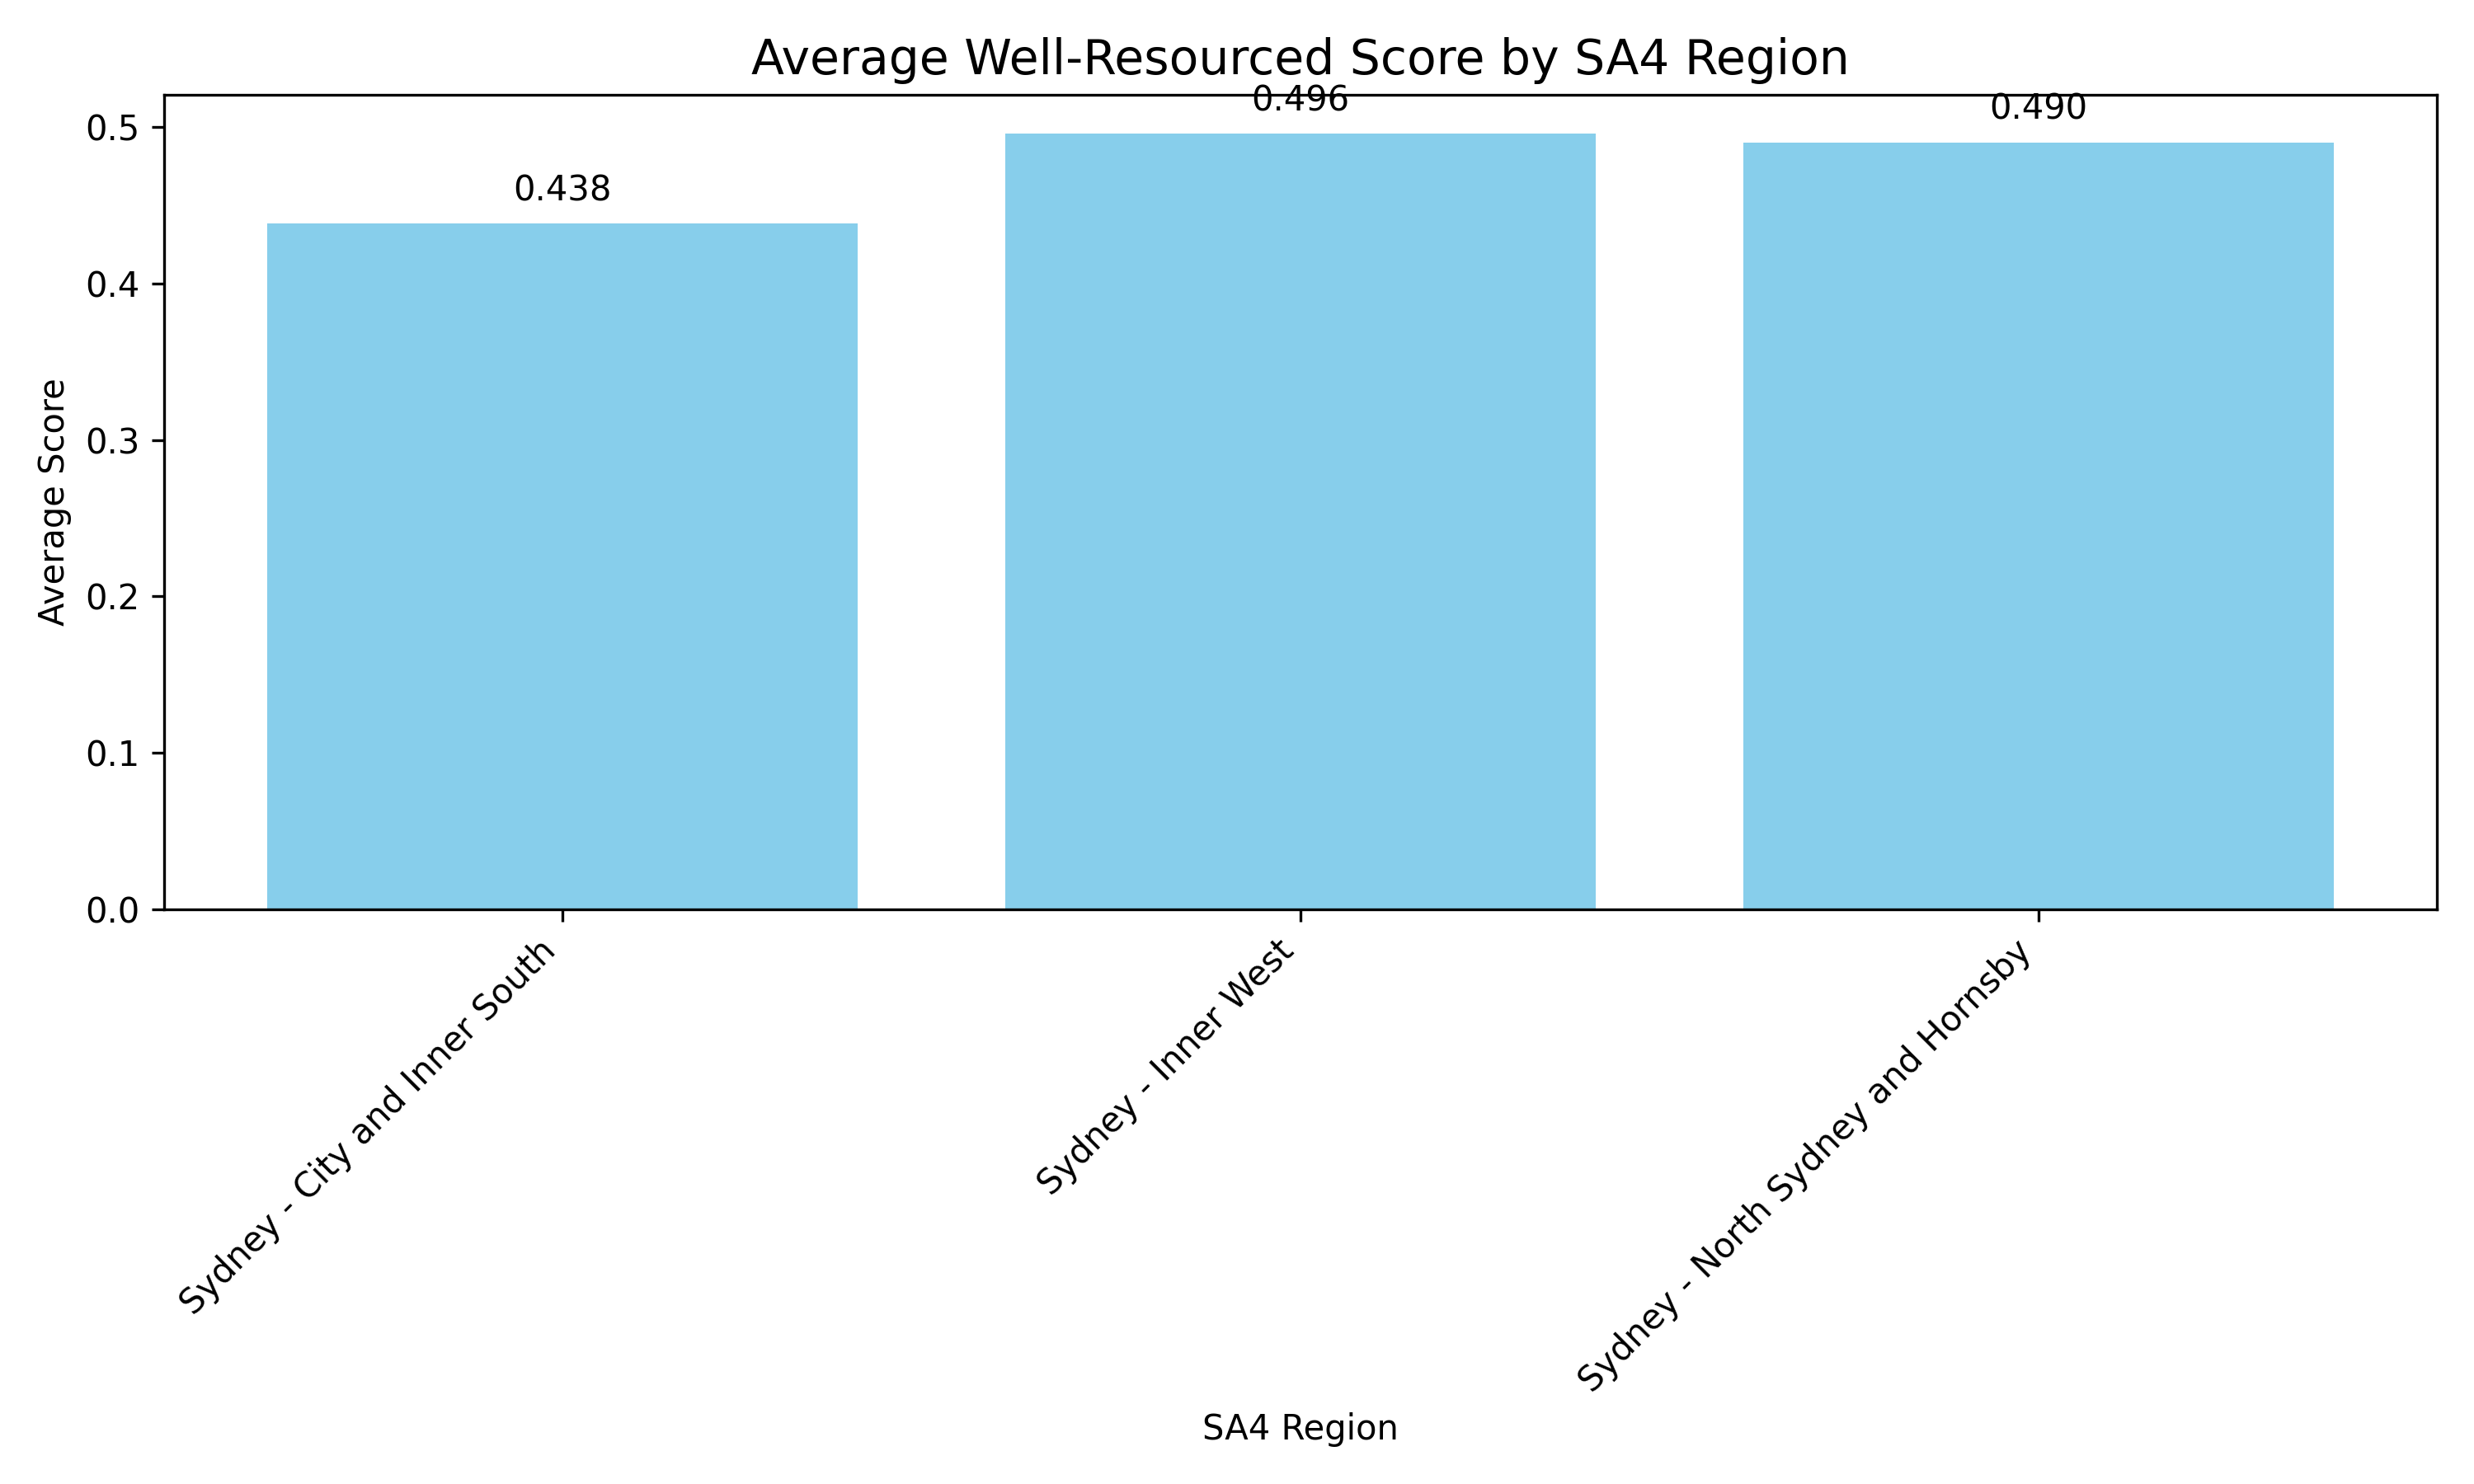 Average Well-Resourced Score by SA4 Region
0.438
0.496
0.490
Average Score
0.5
0.4
0.3
0.2
0.1
0.0
Sydney - City and Inner South
Sydney - Inner West
Sydney - North Sydney and Hornsby
SA4 Region